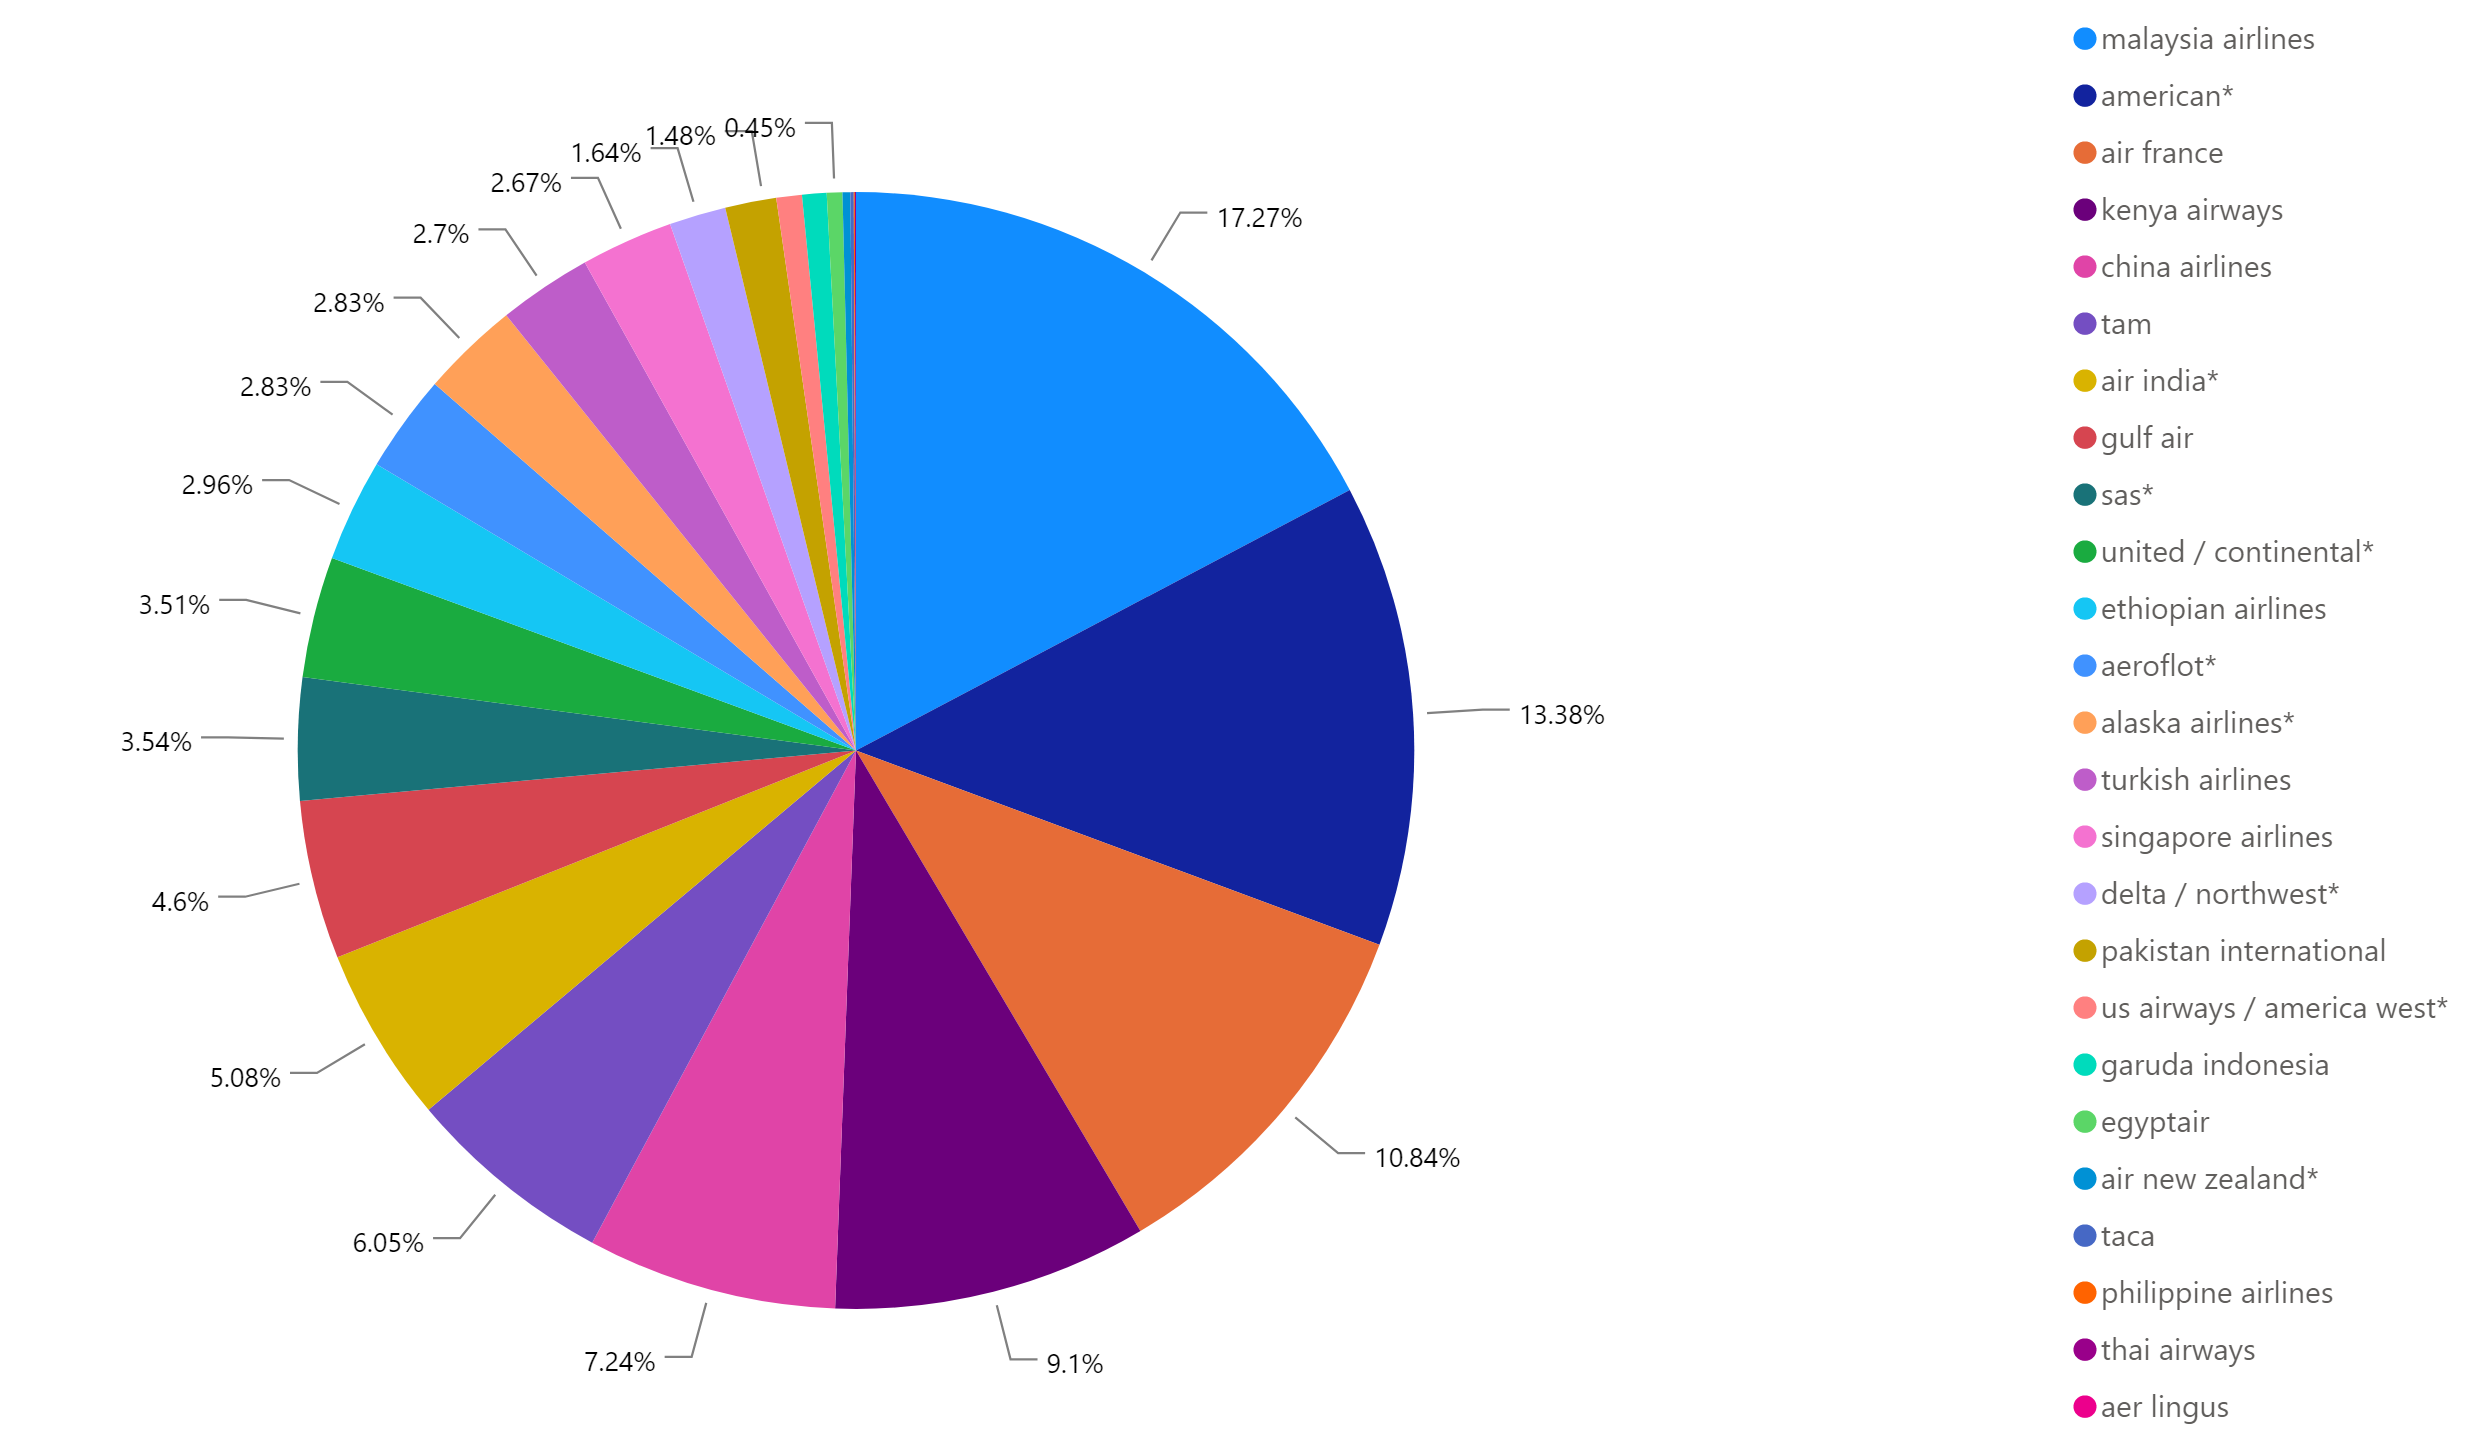 17.27%
13.38%
10.84%
9.1%
7.24%
6.05%
5.08%
4.6%
3.54%
3.51%
2.96%
2.83%
2.83%
2.7%
2.67%
1.64%
1.48%
0.45%
malaysia airlines
american*
air france
kenya airways
china airlines
tam
air india*
gulf air
sas*
united / continental*
ethiopian airlines
aeroflot*
alaska airlines*
turkish airlines
singapore airlines
delta / northwest*
pakistan international
us airways / america west*
garuda indonesia
egyptair
air new zealand*
taca
philippine airlines
thai airways
aer lingus